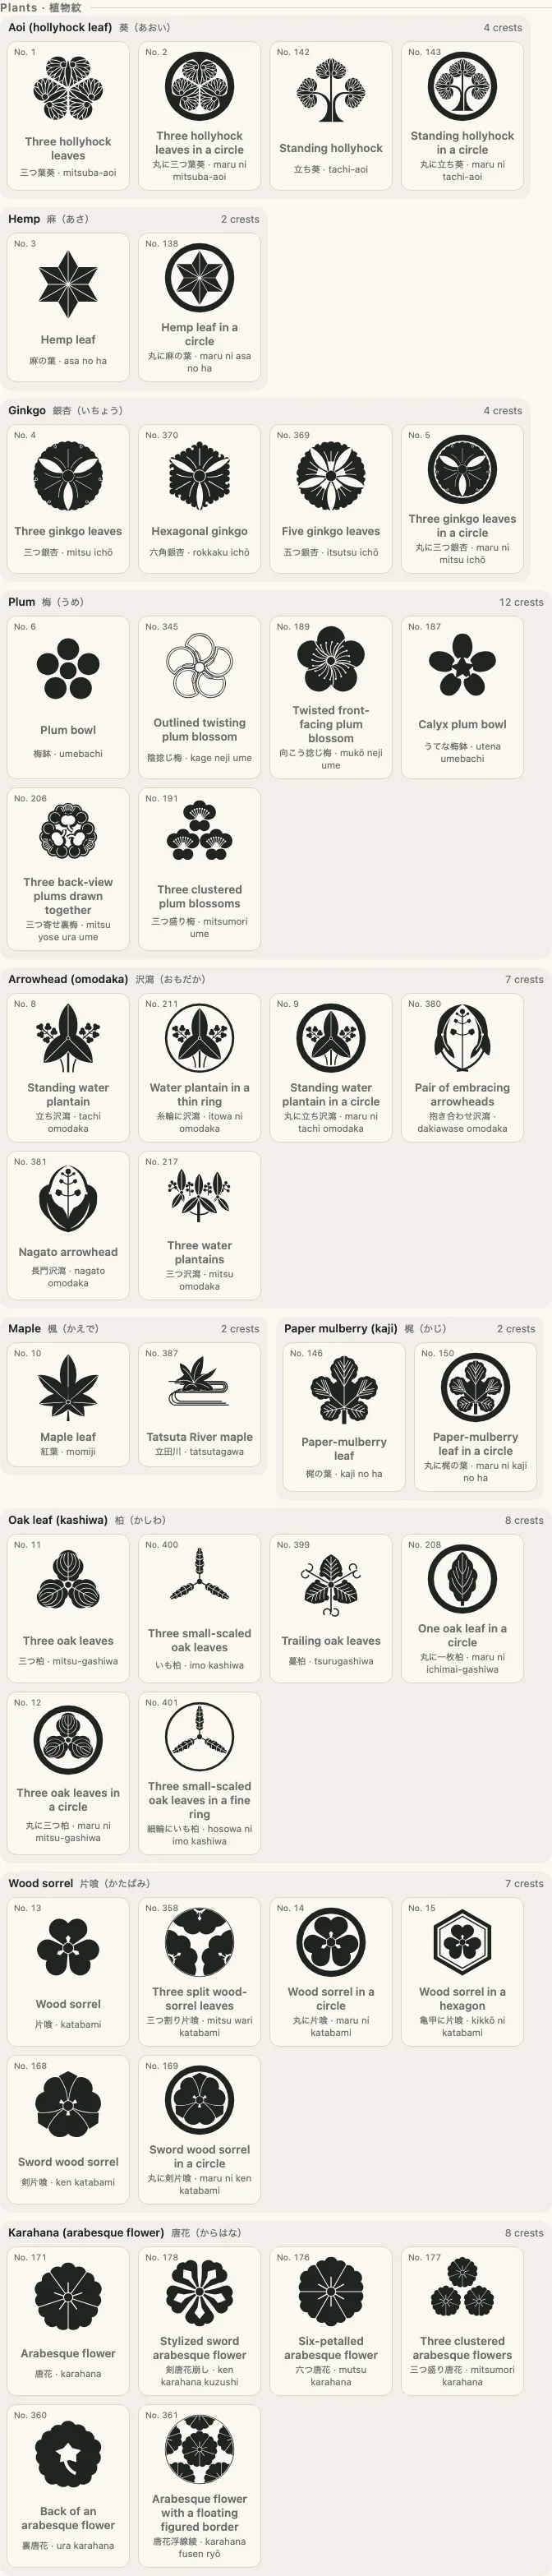 Plants · 植物紋
Aoi (hollyhock leaf) 葵（あおい） 4 crests
No. 1
Three hollyhock
leaves
三つ葉葵 · mitsuba-aoi
No. 2
Three hollyhock
leaves in a circle
丸に三つ葉葵 · maru ni
mitsuba-aoi
No. 142
Standing hollyhock
立ち葵 · tachi-aoi
No. 143
Standing hollyhock
in a circle
丸に立ち葵 · maru ni
tachi-aoi
Hemp 麻（あさ） 2 crests
No. 3
Hemp leaf
麻の葉 · asa no ha
No. 138
Hemp leaf in a
circle
丸に麻の葉 · maru ni asa
no ha
Ginkgo 銀杏（いちょう） 4 crests
No. 4
Three ginkgo leaves
三つ銀杏 · mitsu ichō
No. 370
Hexagonal ginkgo
六角銀杏 · rokkaku ichō
No. 369
Five ginkgo leaves
五つ銀杏 · itsutsu ichō
No. 5
Three ginkgo leaves
in a circle
丸に三つ銀杏 · maru ni
mitsu ichō
Plum 梅（うめ） 12 crests
No. 6
Plum bowl
梅鉢 · umebachi
No. 345
Outlined twisting
plum blossom
陰捻じ梅 · kage neji ume
No. 189
Twisted front-
facing plum
blossom
向こう捻じ梅 · mukō neji
ume
No. 187
Calyx plum bowl
うてな梅鉢 · utena
umebachi
No. 206
Three back-view
plums drawn
together
三つ寄せ裏梅 · mitsu
yose ura ume
No. 191
Three clustered
plum blossoms
三つ盛り梅 · mitsumori
ume
Arrowhead (omodaka) 沢瀉（おもだか） 7 crests
No. 8
Standing water
plantain
立ち沢瀉 · tachi
omodaka
No. 211
Water plantain in a
thin ring
糸輪に沢瀉 · itowa ni
omodaka
No. 9
Standing water
plantain in a circle
丸に立ち沢瀉 · maru ni
tachi omodaka
No. 380
Pair of embracing
arrowheads
抱き合わせ沢瀉 ·
dakiawase omodaka
No. 381
Nagato arrowhead
長門沢瀉 · nagato
omodaka
No. 217
Three water
plantains
三つ沢瀉 · mitsu
omodaka
Maple 楓（かえで） 2 crests
No. 10
Maple leaf
紅葉 · momiji
No. 387
Tatsuta River maple
立田川 · tatsutagawa
Paper mulberry (kaji) 梶（かじ） 2 crests
No. 146
Paper-mulberry
leaf
梶の葉 · kaji no ha
No. 150
Paper-mulberry
leaf in a circle
丸に梶の葉 · maru ni kaji
no ha
Oak leaf (kashiwa) 柏（かしわ） 8 crests
No. 11
Three oak leaves
三つ柏 · mitsu-gashiwa
No. 400
Three small-scaled
oak leaves
いも柏 · imo kashiwa
No. 399
Trailing oak leaves
蔓柏 · tsurugashiwa
No. 208
One oak leaf in a
circle
丸に一枚柏 · maru ni
ichimai-gashiwa
No. 12
Three oak leaves in
a circle
丸に三つ柏 · maru ni
mitsu-gashiwa
No. 401
Three small-scaled
oak leaves in a fine
ring
細輪にいも柏 · hosowa ni
imo kashiwa
Wood sorrel 片喰（かたばみ） 7 crests
No. 13
Wood sorrel
片喰 · katabami
No. 358
Three split wood-
sorrel leaves
三つ割り片喰 · mitsu wari
katabami
No. 14
Wood sorrel in a
circle
丸に片喰 · maru ni
katabami
No. 15
Wood sorrel in a
hexagon
亀甲に片喰 · kikkō ni
katabami
No. 168
Sword wood sorrel
剣片喰 · ken katabami
No. 169
Sword wood sorrel
in a circle
丸に剣片喰 · maru ni ken
katabami
Karahana (arabesque flower) 唐花（からはな） 8 crests
No. 171
Arabesque flower
唐花 · karahana
No. 178
Stylized sword
arabesque flower
剣唐花崩し · ken
karahana kuzushi
No. 176
Six-petalled
arabesque flower
六つ唐花 · mutsu
karahana
No. 177
Three clustered
arabesque flowers
三つ盛り唐花 · mitsumori
karahana
No. 360
Back of an
arabesque flower
裏唐花 · ura karahana
No. 361
Arabesque flower
with a floating
figured border
唐花浮線綾 · karahana
fusen ryō